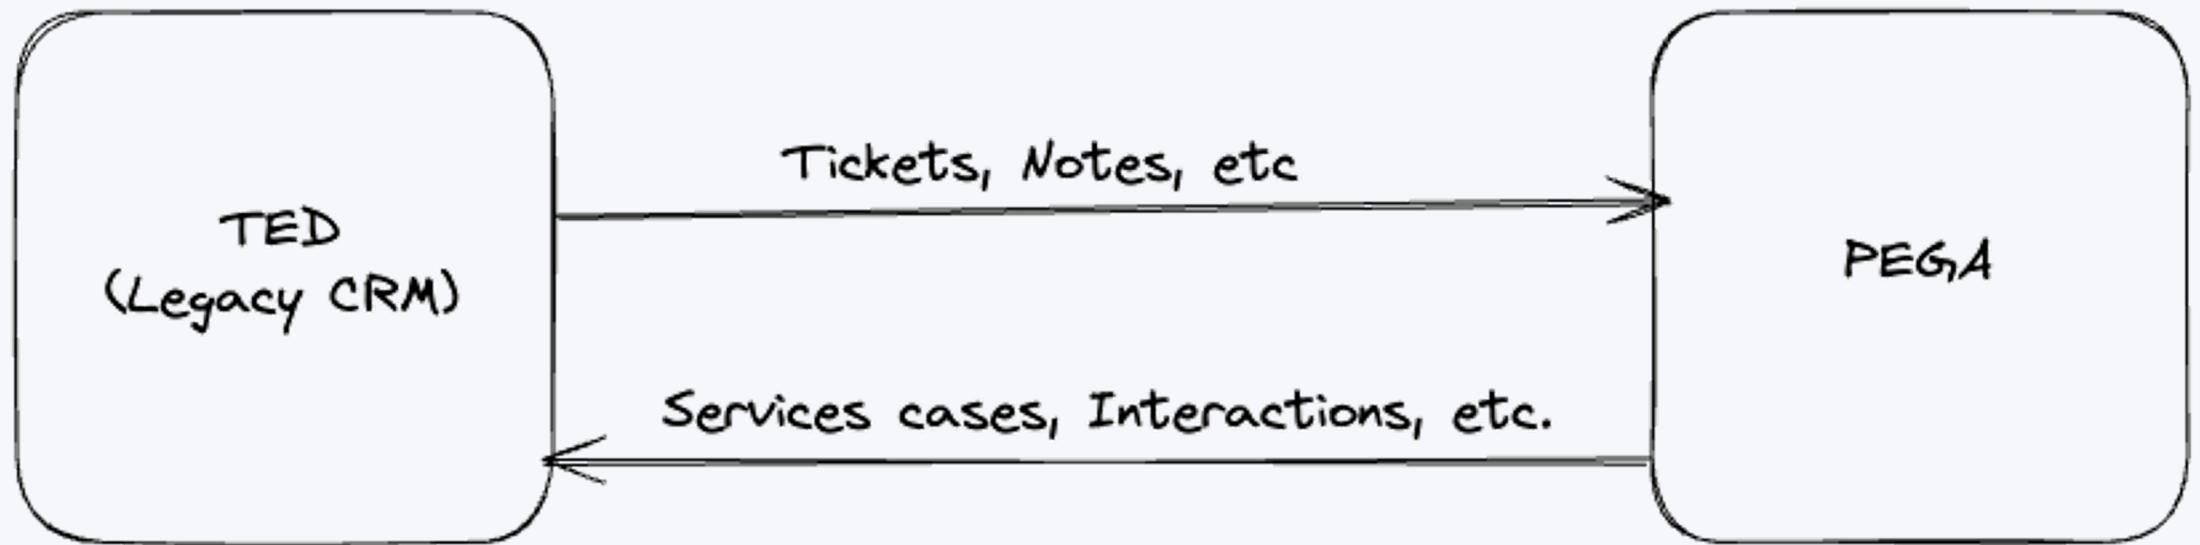 TED
(Legacy CRM)
Tickets, Notes, etc
PEGA
Services cases, Interactions, etc.